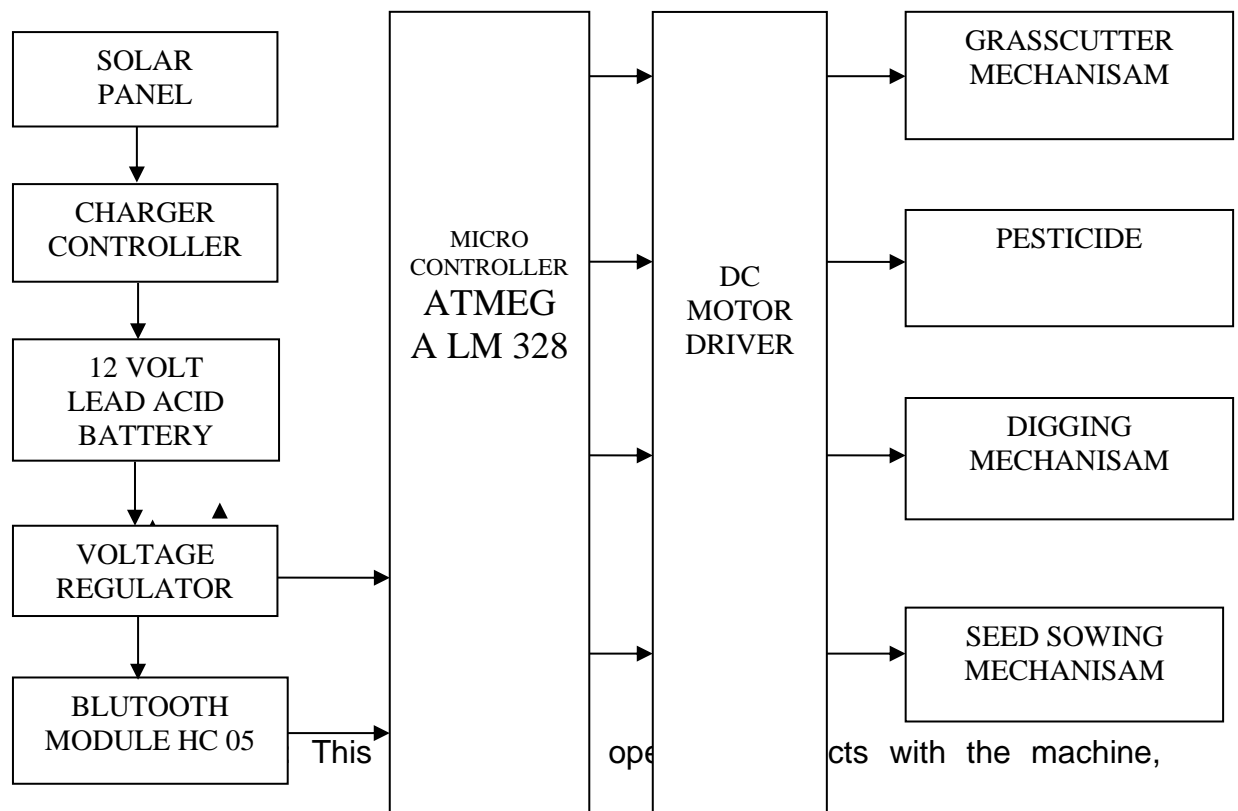 SOLAR
PANEL
CHARGER
CONTROLLER
12 VOLT
LEAD ACID
BATTERY
VOLTAGE
REGULATOR
BLUTOOTH
MODULE HC 05
MICRO
CONTROLLER
ATMEG
A LM 328
DC
MOTOR
DRIVER
GRASSCUTTER
MECHANISAM
PESTICIDE
DIGGING
MECHANISAM
SEED SOWING
MECHANISAM
This ope cts with the machine,